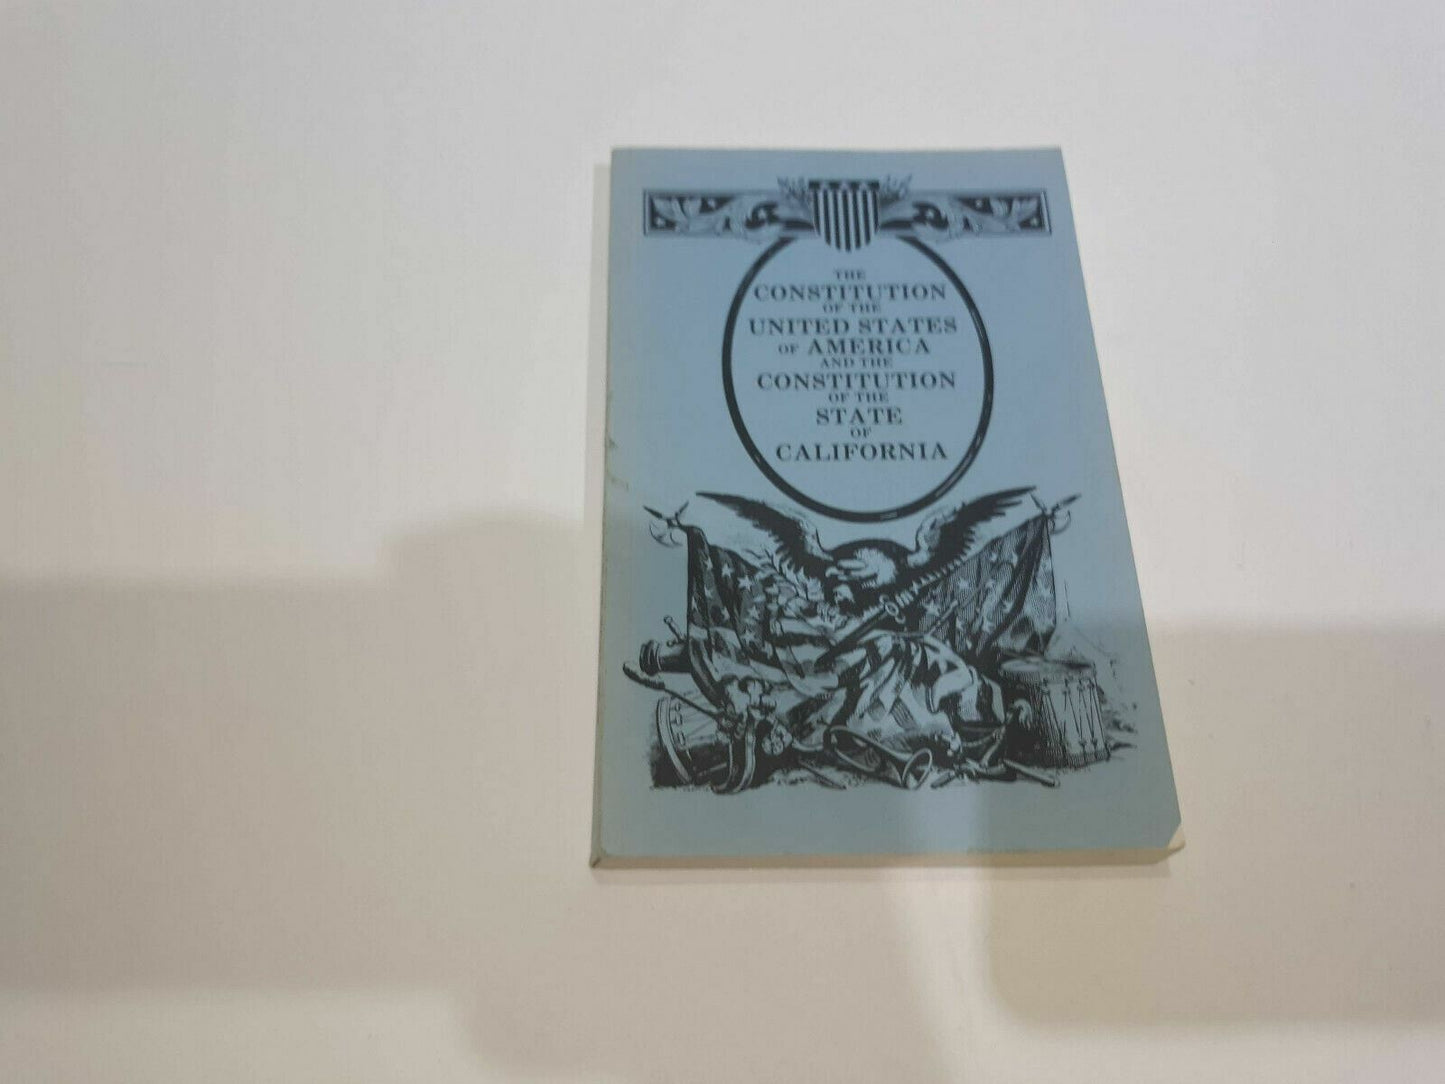 THE
CONSTITUTION
OF THE
UNITED STATES
OF AMERICA
AND THE
CONSTITUTION
OF THE
STATE
OF
CALIFORNIA